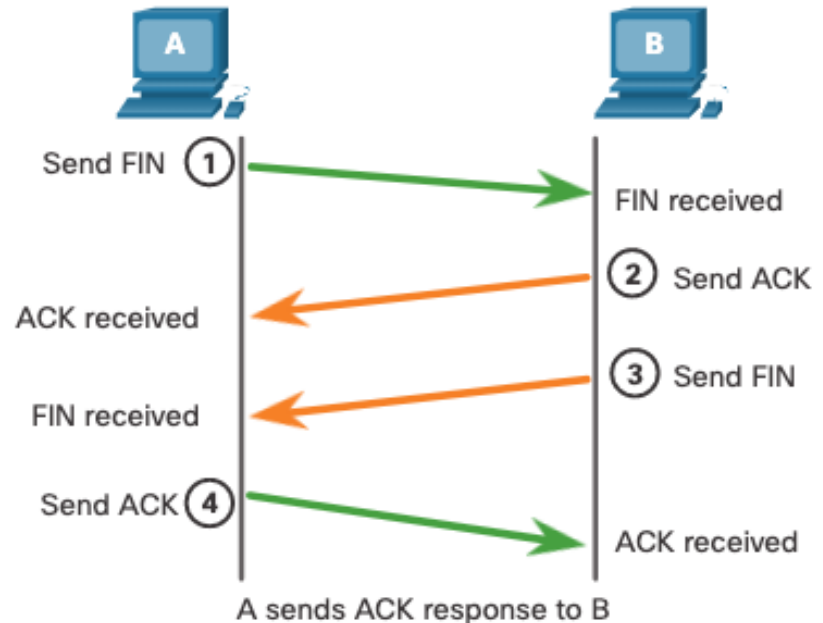 A
B
Send FIN 1
FIN received
2 Send ACK
ACK received
3 Send FIN
FIN received
Send ACK 4
ACK received
A sends ACK response to B